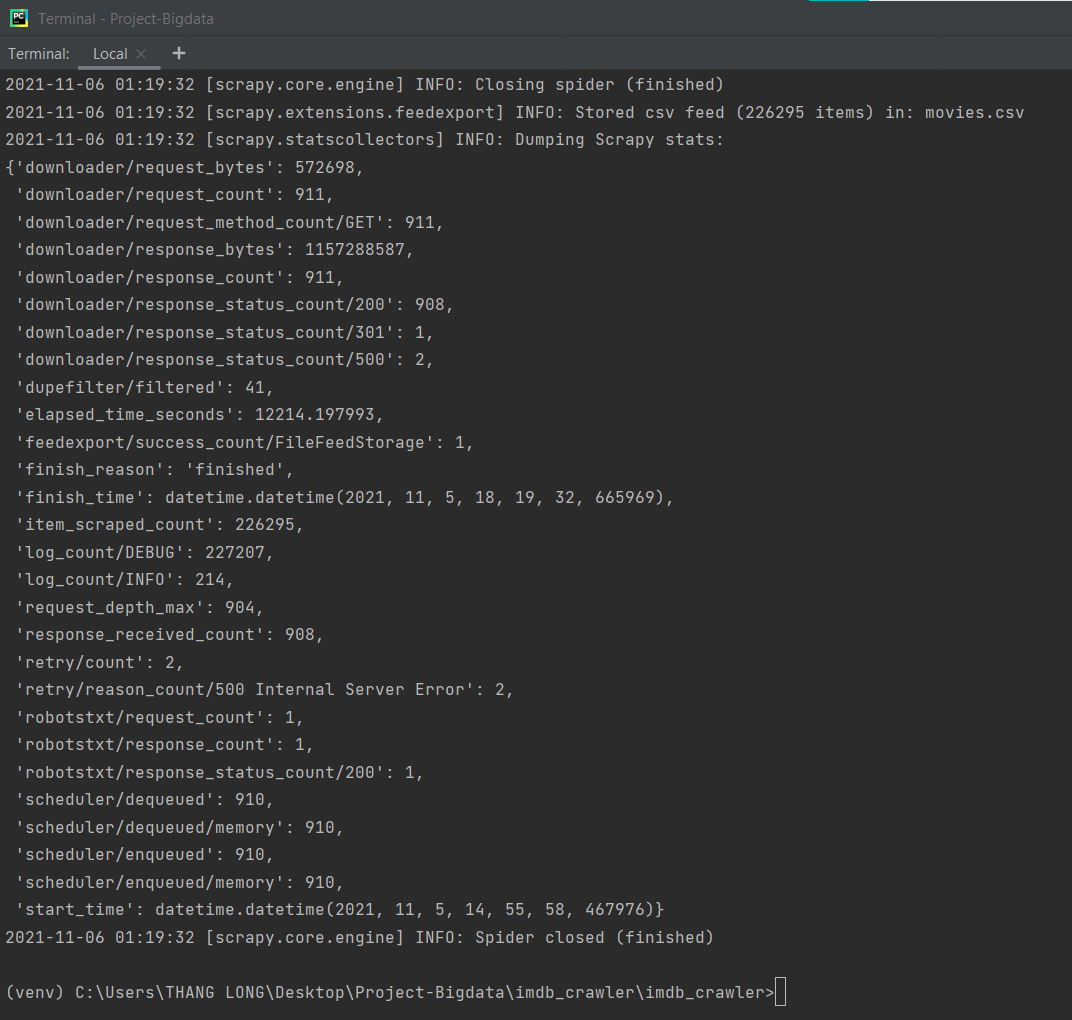 PC Terminal - Project-Bigdata
Terminal: Local × +
2021-11-06 01:19:32 [scrapy.core.engine] INFO: Closing spider (finished)
2021-11-06 01:19:32 [scrapy.extensions.feedexport] INFO: Stored csv feed (226295 items) in: movies.csv
2021-11-06 01:19:32 [scrapy.statscollectors] INFO: Dumping Scrapy stats:
{'downloader/request_bytes': 572698,
 'downloader/request_count': 911,
 'downloader/request_method_count/GET': 911,
 'downloader/response_bytes': 1157288587,
 'downloader/response_count': 911,
 'downloader/response_status_count/200': 908,
 'downloader/response_status_count/301': 1,
 'downloader/response_status_count/500': 2,
 'dupefilter/filtered': 41,
 'elapsed_time_seconds': 12214.197993,
 'feedexport/success_count/FileFeedStorage': 1,
 'finish_reason': 'finished',
 'finish_time': datetime.datetime(2021, 11, 5, 18, 19, 32, 665969),
 'item_scraped_count': 226295,
 'log_count/DEBUG': 227207,
 'log_count/INFO': 214,
 'request_depth_max': 904,
 'response_received_count': 908,
 'retry/count': 2,
 'retry/reason_count/500 Internal Server Error': 2,
 'robotstxt/request_count': 1,
 'robotstxt/response_count': 1,
 'robotstxt/response_status_count/200': 1,
 'scheduler/dequeued': 910,
 'scheduler/dequeued/memory': 910,
 'scheduler/enqueued': 910,
 'scheduler/enqueued/memory': 910,
 'start_time': datetime.datetime(2021, 11, 5, 14, 55, 58, 467976)}
2021-11-06 01:19:32 [scrapy.core.engine] INFO: Spider closed (finished)
(venv) C:\Users\THANG LONG\Desktop\Project-Bigdata\imdb_crawler\imdb_crawler>